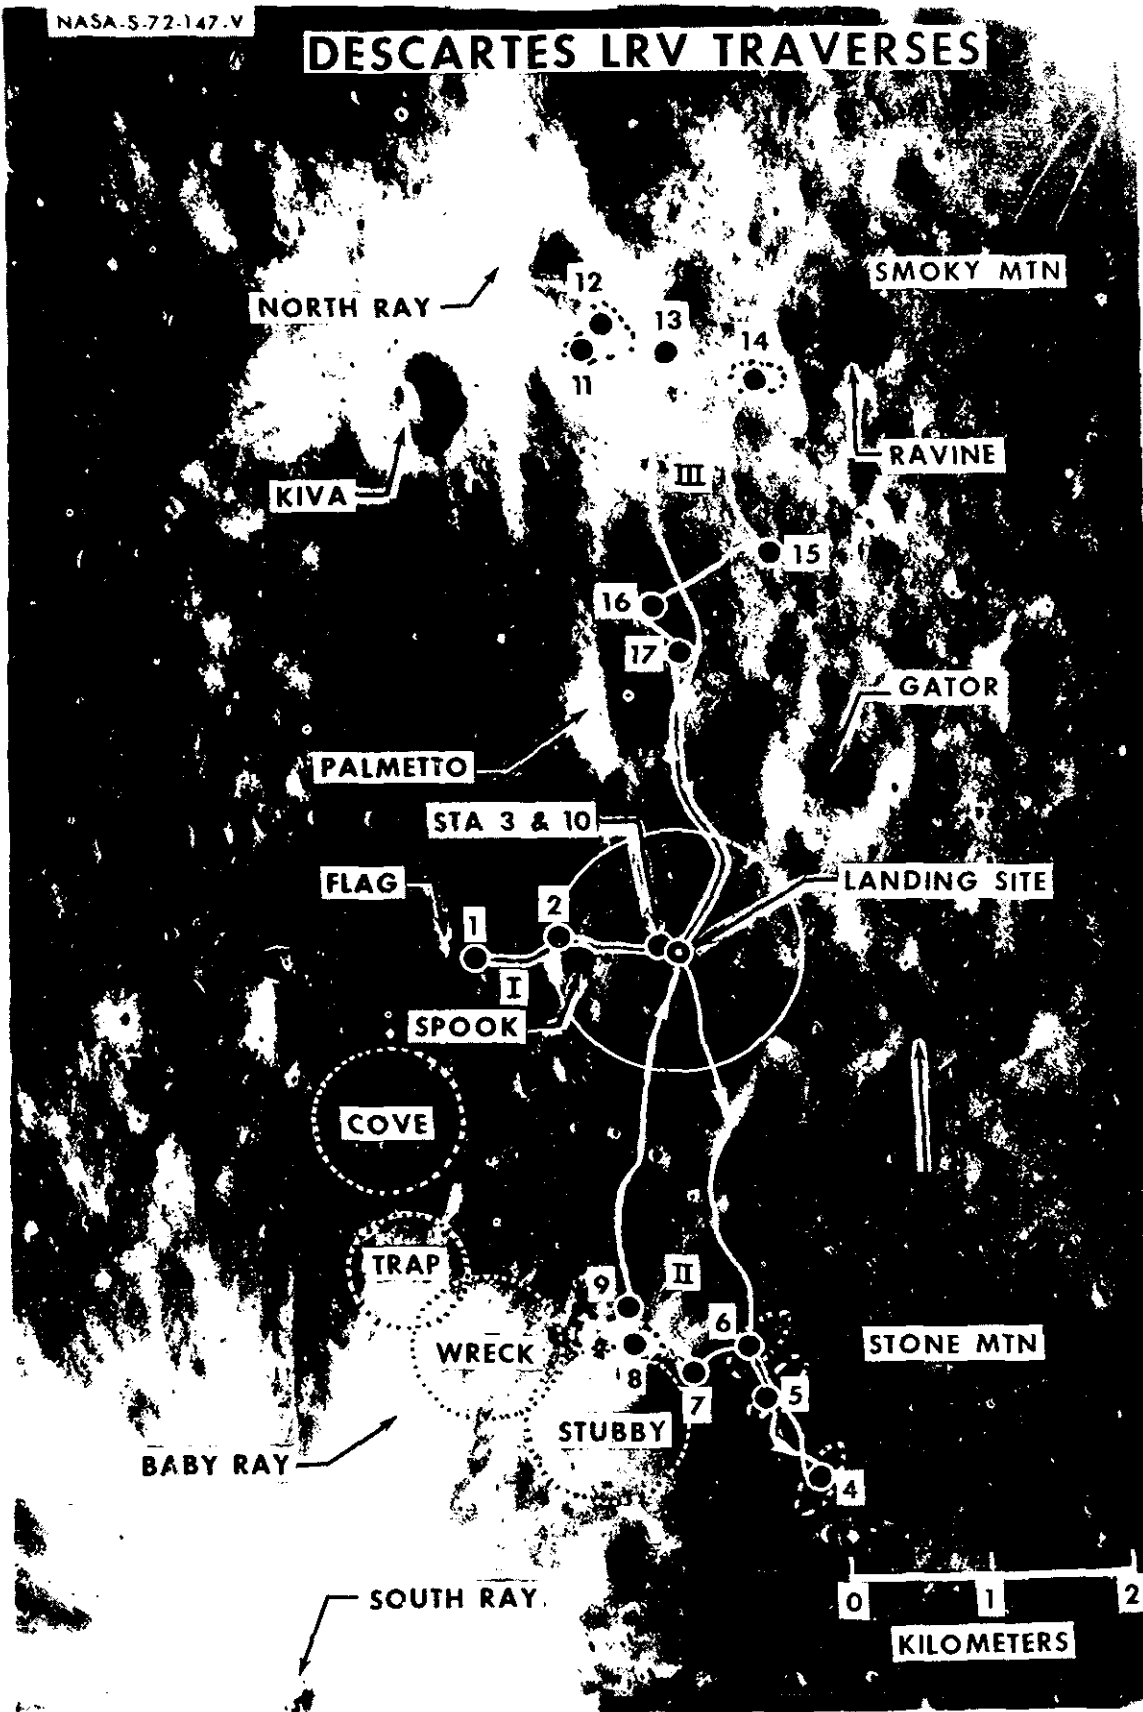 NASA-S-72-147-V
DESCARTES LRV TRAVERSES
SMOKY MTN
NORTH RAY
12
13
14
11
RAVINE
III
KIVA
15
16
17
GATOR
PALMETTO
STA 3 & 10
FLAG
LANDING SITE
2
1
I
SPOOK
COVE
TRAP
II
9
6
STONE MTN
WRECK
8
7
5
STUBBY
BABY RAY
4
SOUTH RAY
0
1
2
KILOMETERS